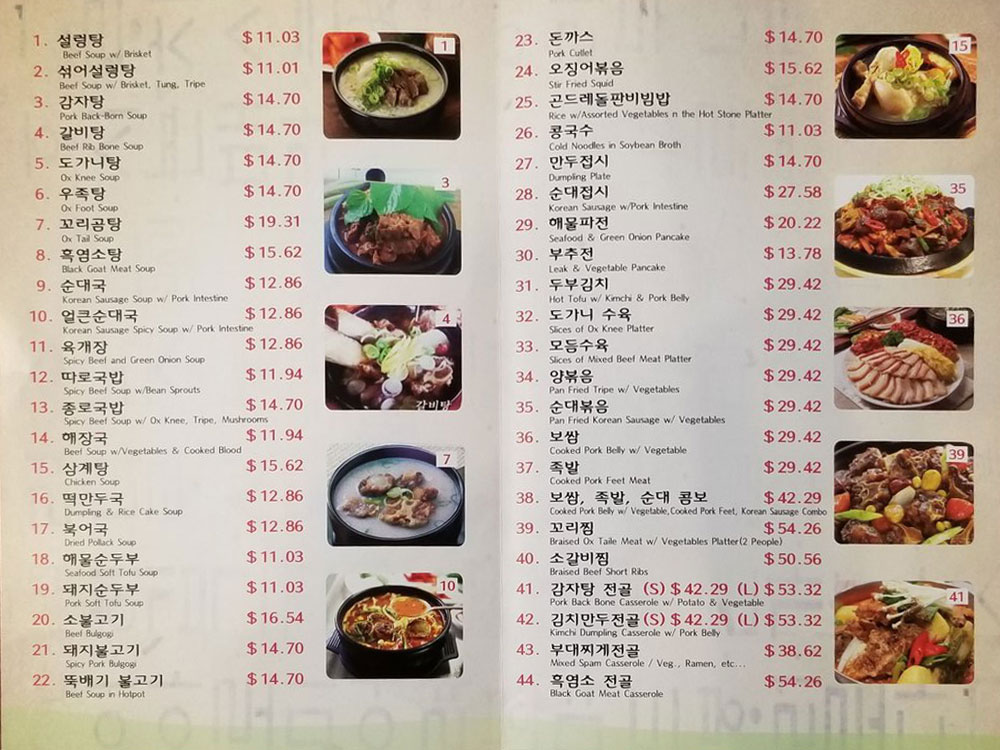 1. 설렁탕 $11.03
Beef Soup w/ Brisket
2. 섞어설렁탕 $11.01
Beef Soup w/ Brisket, Tung, Tripe
3. 감자탕 $14.70
Pork Back-Born Soup
4. 갈비탕 $14.70
Beef Rib Bone Soup
5. 도가니탕 $14.70
Ox Knee Soup
6. 우족탕 $14.70
Ox Foot Soup
7. 꼬리곰탕 $19.31
Ox Tail Soup
8. 흑염소탕 $15.62
Black Goat Meat Soup
9. 순대국 $12.86
Korean Sausage Soup w/ Pork Intestine
10. 얼큰순대국 $12.86
Korean Sausage Spicy Soup w/ Pork Intestine
11. 육개장 $12.86
Spicy Beef and Green Onion Soup
12. 따로국밥 $11.94
Spicy Beef Soup w/Bean Sprouts
13. 종로국밥 $14.70
Spicy Beef Soup w/ Ox Knee, Tripe, Mushrooms
14. 해장국 $11.94
Beef Soup w/Vegetables & Cooked Blood
15. 삼계탕 $15.62
Chicken Soup
16. 떡만두국 $12.86
Dumpling & Rice Cake Soup
17. 북어국 $12.86
Dried Pollack Soup
18. 해물순두부 $11.03
Seafood Soft Tofu Soup
19. 돼지순두부 $11.03
Pork Soft Tofu Soup
20. 소불고기 $16.54
Beef Bulgogi
21. 돼지불고기 $14.70
Spicy Pork Bulgogi
22. 뚝배기 불고기 $14.70
Beef Soup in Hotpot
1
3
4
갈비탕
7
10
23. 돈까스 $14.70
Pork Cutlet
24. 오징어볶음 $15.62
Stir Fried Squid
25. 곤드레돌판비빔밥 $14.70
Rice w/Assorted Vegetables n the Hot Stone Platter
26. 콩국수 $11.03
Cold Noodles in Soybean Broth
27. 만두접시 $14.70
Dumpling Plate
28. 순대접시 $27.58
Korean Sausage w/Pork Intestine
29. 해물파전 $20.22
Seafood & Green Onion Pancake
30. 부추전 $13.78
Leak & Vegetable Pancake
31. 두부김치 $29.42
Hot Tofu w/ Kimchi & Pork Belly
32. 도가니 수육 $29.42
Slices of Ox Knee Platter
33. 모듬수육 $29.42
Slices of Mixed Beef Meat Platter
34. 양볶음 $29.42
Pan Fried Tripe w/ Vegetables
35. 순대볶음 $29.42
Pan Fried Korean Sausage w/ Vegetables
36. 보쌈 $29.42
Cooked Pork Belly w/ Vegetable
37. 족발 $29.42
Cooked Pork Feet Meat
38. 보쌈, 족발, 순대 콤보 $42.29
Cooked Pork Belly w/ Vegetable, Cooked Pork Feet, Korean Sausage Combo
39. 꼬리찜 $54.26
Braised Ox Taile Meat w/ Vegetables Platter(2 People)
40. 소갈비찜 $50.56
Braised Beef Short Ribs
41. 감자탕 전골 (S) $42.29 (L) $53.32
Pork Back Bone Casserole w/ Potato & Vegetable
42. 김치만두전골 (S) $42.29 (L) $53.32
Kimchi Dumpling Casserole w/ Pork Belly
43. 부대찌게전골 $38.62
Mixed Spam Casserole / Veg., Ramen, etc...
44. 흑염소 전골 $54.26
Black Goat Meat Casserole
15
35
36
39
41